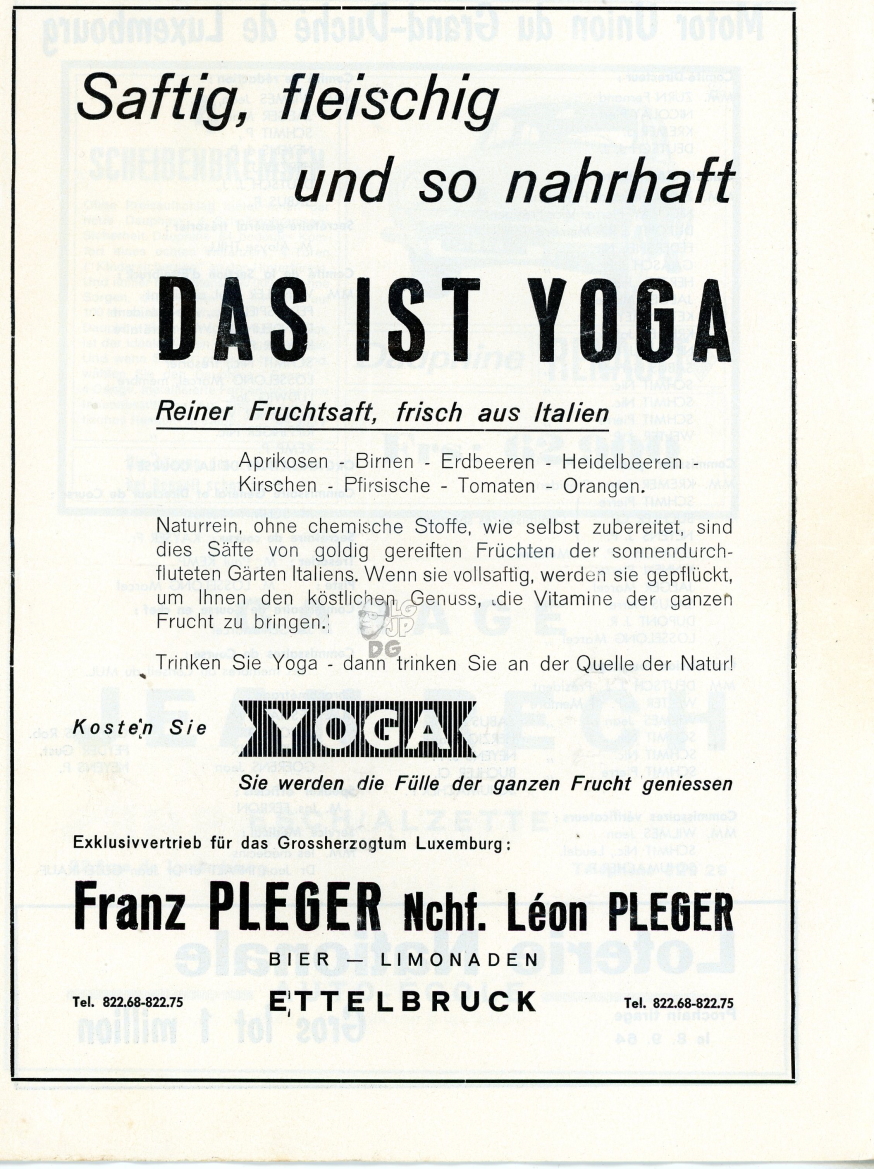 Saftig, fleischig
und so nahrhaft
DAS IST YOGA
Reiner Fruchtsaft, frisch aus Italien
Aprikosen - Birnen - Erdbeeren - Heidelbeeren -
Kirschen - Pfirsische - Tomaten - Orangen.
Naturrein, ohne chemische Stoffe, wie selbst zubereitet, sind
dies Säfte von goldig gereiften Früchten der sonnendurch-
fluteten Gärten Italiens. Wenn sie vollsaftig, werden sie gepflückt,
um Ihnen den köstlichen Genuss, die Vitamine der ganzen
Frucht zu bringen.
LG
JP
DG
Trinken Sie Yoga - dann trinken Sie an der Quelle der Natur!
Kosten Sie YOGA
Sie werden die Fülle der ganzen Frucht geniessen
Exklusivvertrieb für das Grossherzogtum Luxemburg:
Franz PLEGER Nchf. Léon PLEGER
BIER — LIMONADEN
Tel. 822.68-822.75 ETTELBRUCK Tel. 822.68-822.75